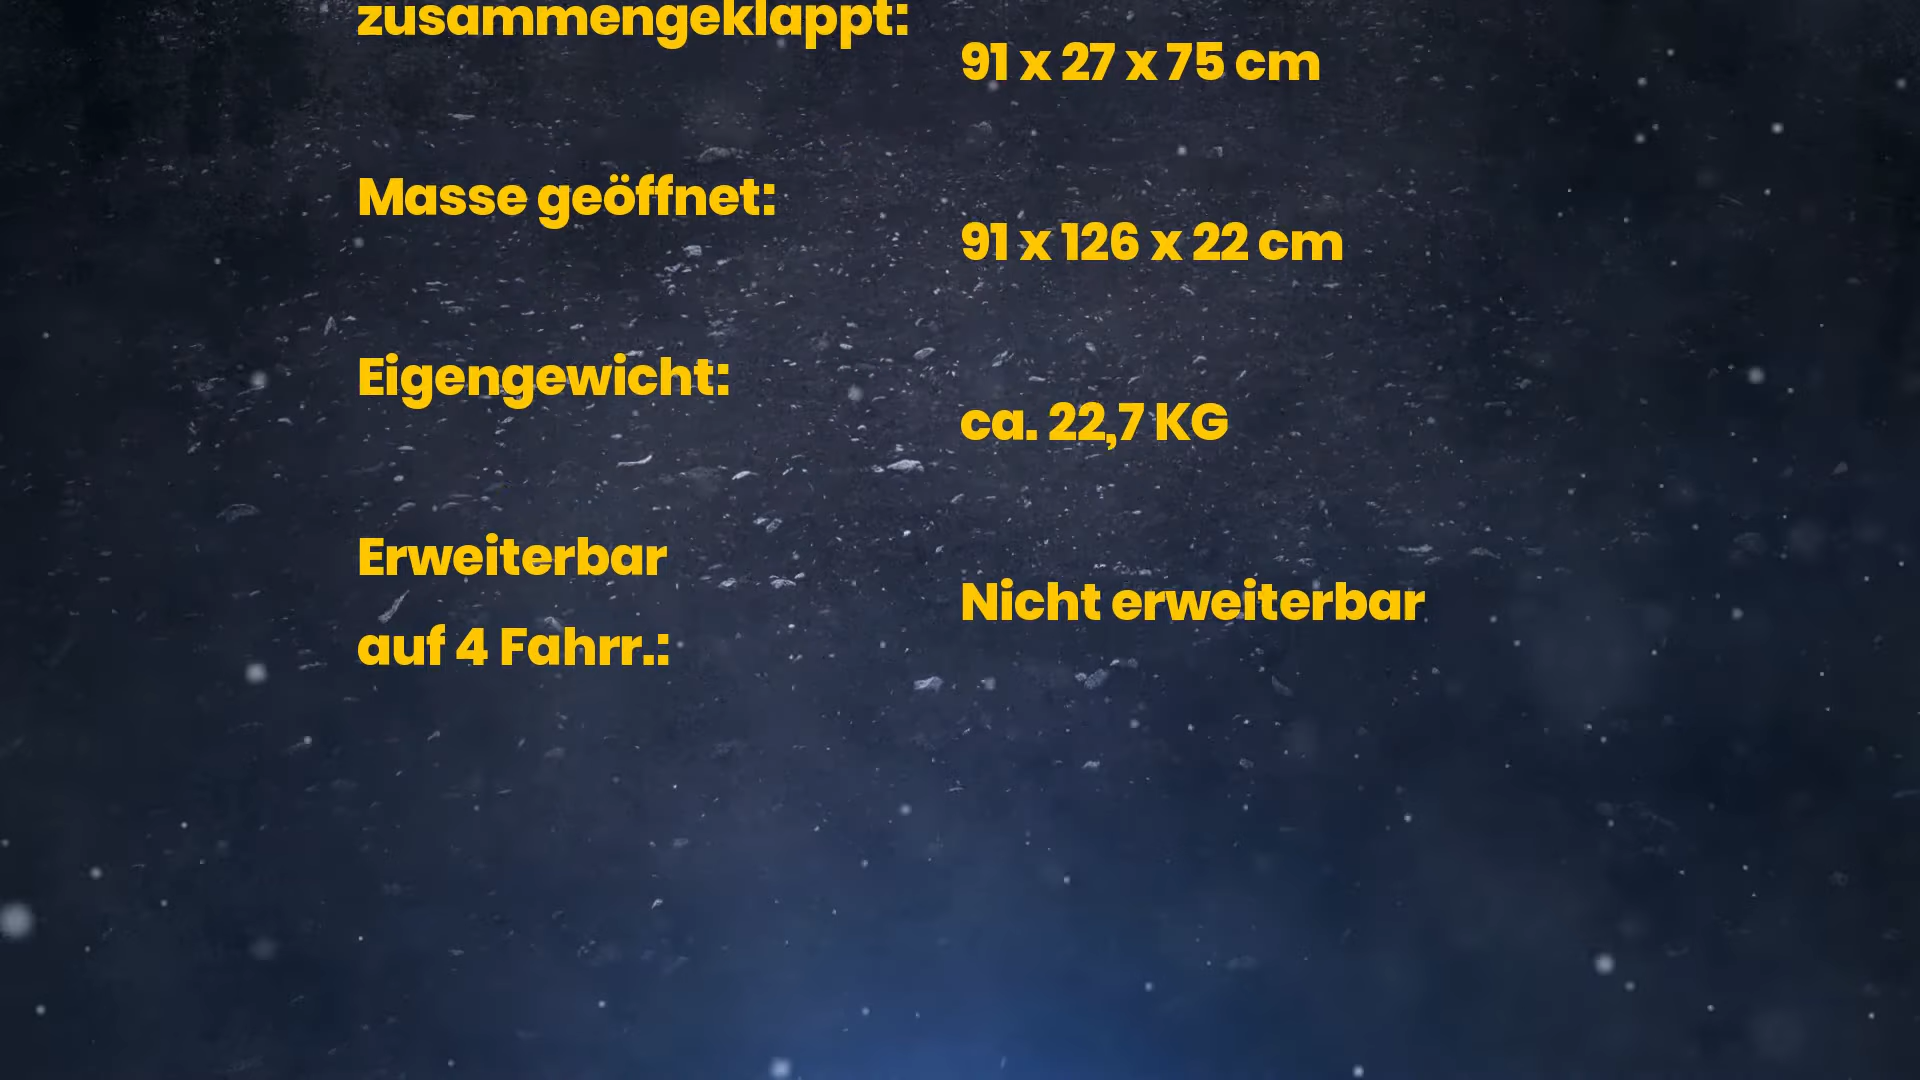 zusammengeklappt:
91 x 27 x 75 cm
Masse geöffnet:
91 x 126 x 22 cm
Eigengewicht:
ca. 22,7 KG
Erweiterbar
auf 4 Fahrr.:
Nicht erweiterbar